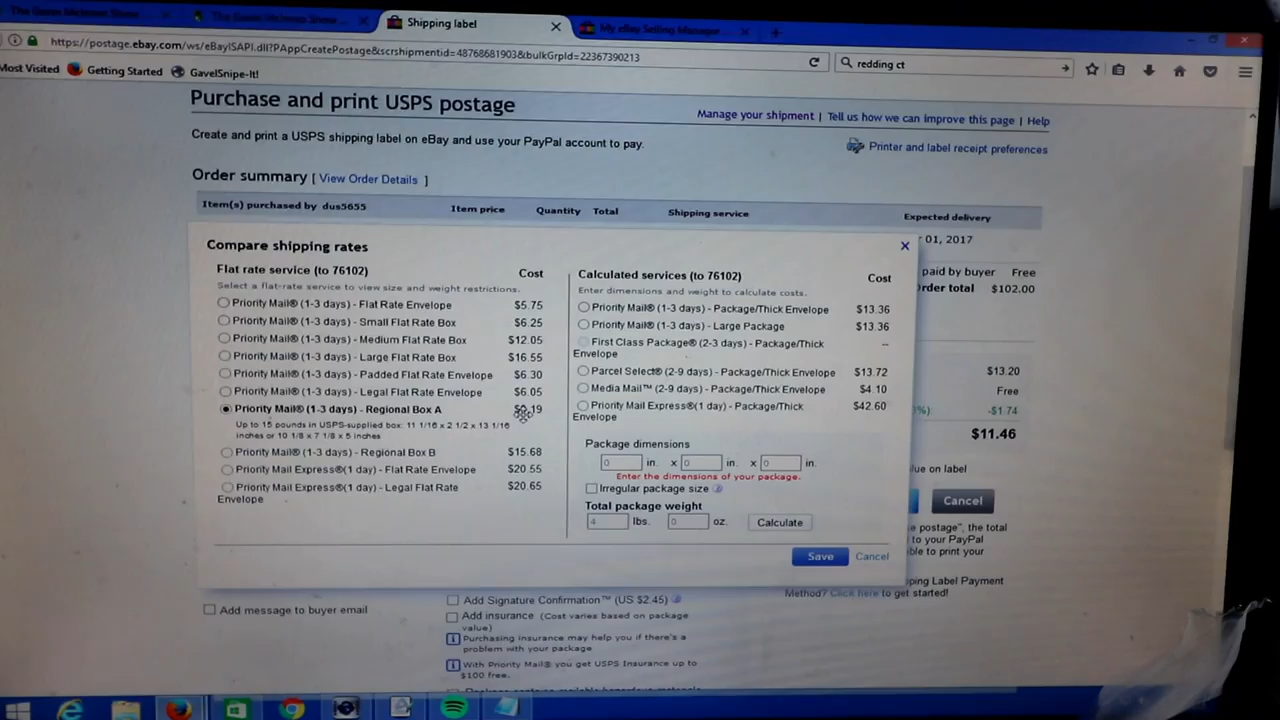 The Guns McInnes Show
The Guns McInnes Show
Shipping label
My eBay Selling Manager
https://postage.ebay.com/ws/eBayISAPI.dll?PAppCreatePostage&scrshipmentid=48768681903&bulkGrpId=22367390213
redding ct
Most Visited
Getting Started
GavelSnipe-It!
Purchase and print USPS postage
Manage your shipment | Tell us how we can improve this page | Help
Create and print a USPS shipping label on eBay and use your PayPal account to pay.
Printer and label receipt preferences
Order summary [ View Order Details ]
Item(s) purchased by dus5655 Item price Quantity Total Shipping service Expected delivery
01, 2017
paid by buyer Free
order total $102.00
$13.20
Free
%) -$1.74
$11.46
lue on label
Cancel
e postage", the total
to your PayPal
ble to print your
ping Label Payment
Method? Click here to get started!
Compare shipping rates
Flat rate service (to 76102) Cost
Select a flat-rate service to view size and weight restrictions.
Priority Mail® (1-3 days) - Flat Rate Envelope $5.75
Priority Mail® (1-3 days) - Small Flat Rate Box $6.25
Priority Mail® (1-3 days) - Medium Flat Rate Box $12.05
Priority Mail® (1-3 days) - Large Flat Rate Box $16.55
Priority Mail® (1-3 days) - Padded Flat Rate Envelope $6.30
Priority Mail® (1-3 days) - Legal Flat Rate Envelope $6.05
Priority Mail® (1-3 days) - Regional Box A
Up to 15 pounds in USPS-supplied box: 11 1/16 x 2 1/2 x 13 1/16
inches or 10 1/8 x 7 1/8 x 5 inches
Priority Mail® (1-3 days) - Regional Box B $15.68
Priority Mail Express®(1 day) - Flat Rate Envelope $20.55
Priority Mail Express®(1 day) - Legal Flat Rate $20.65
Envelope
Calculated services (to 76102) Cost
Enter dimensions and weight to calculate costs.
Priority Mail® (1-3 days) - Package/Thick Envelope $13.36
Priority Mail® (1-3 days) - Large Package $13.36
First Class Package® (2-3 days) - Package/Thick --
Envelope
Parcel Select® (2-9 days) - Package/Thick Envelope $13.72
Media Mail™ (2-9 days) - Package/Thick Envelope $4.10
Priority Mail Express®(1 day) - Package/Thick $42.60
Envelope
Package dimensions
0 in. x 0 in. x 0 in.
Enter the dimensions of your package.
Irregular package size
Total package weight
4 lbs. 0 oz. Calculate
Save Cancel
Add message to buyer email
Add Signature Confirmation™ (US $2.45)
Add insurance (Cost varies based on package
value)
Purchasing insurance may help you if there's a
problem with your package
With Priority Mail® you get USPS Insurance up to
$100 free.